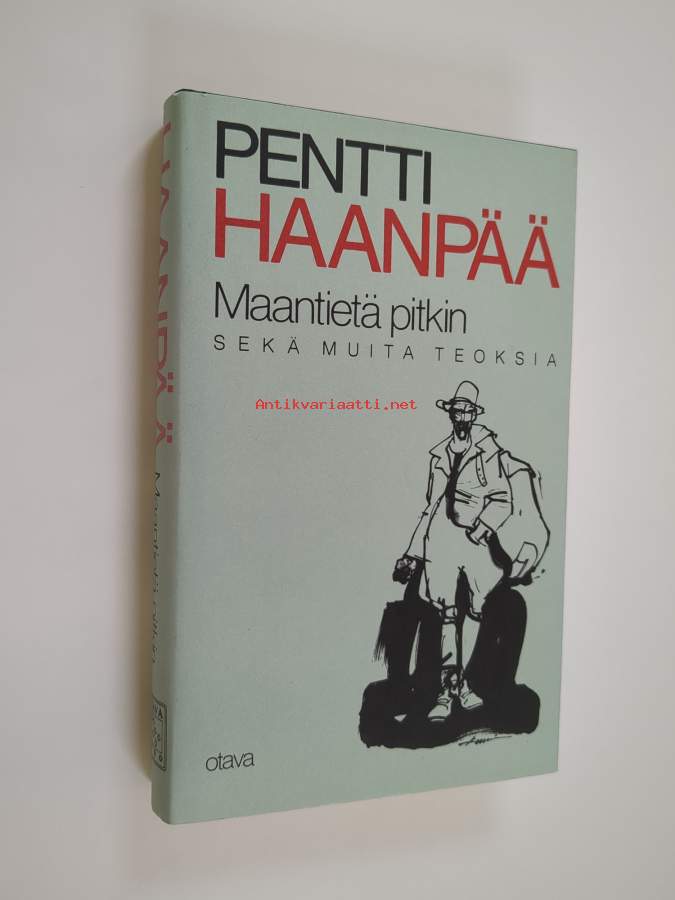 PENTTI
HAANPÄÄ
Maantietä pitkin
SEKÄ MUITA TEOKSIA
Antikvariaatti.net
otava
HAANPÄÄ
Maantietä pitkin